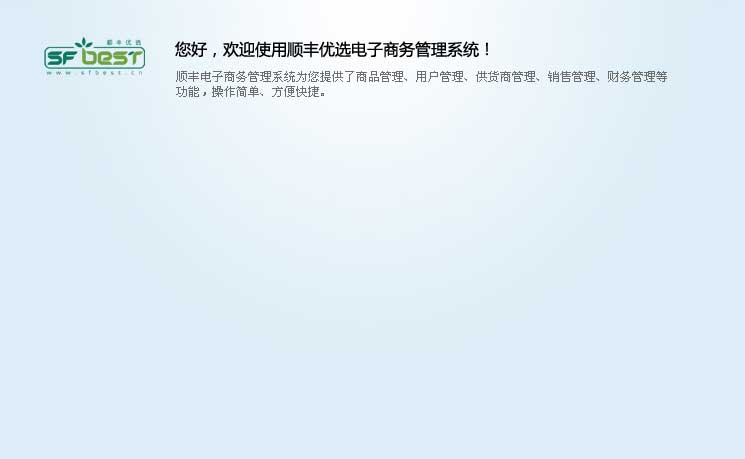 顺丰优选
SF BEST
www.sfbest.cn
您好，欢迎使用顺丰优选电子商务管理系统！
顺丰电子商务管理系统为您提供了商品管理、用户管理、供货商管理、销售管理、财务管理等
功能，操作简单、方便快捷。